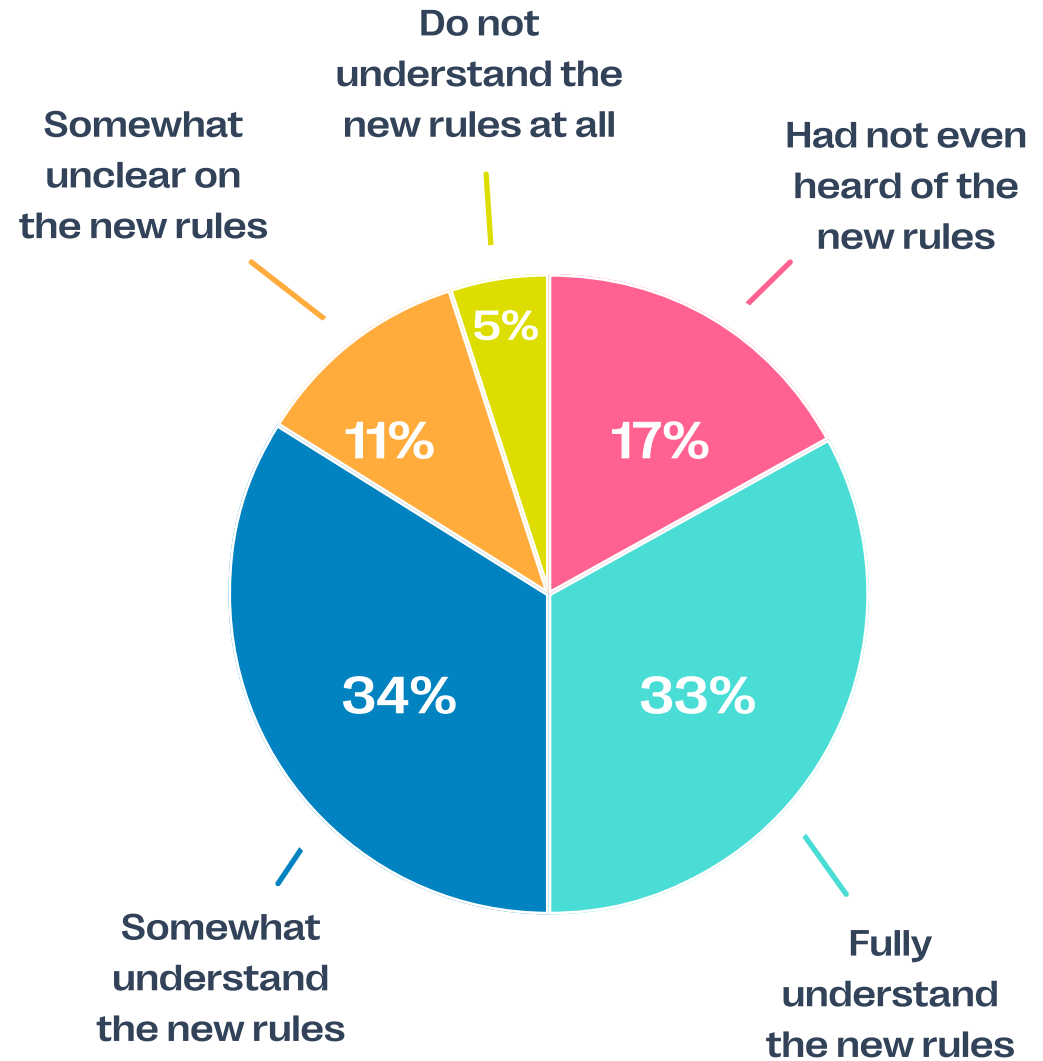 Do not
understand the
new rules at all
Somewhat
unclear on
the new rules
Had not even
heard of the
new rules
5%
11%
17%
34%
33%
Somewhat
understand
the new rules
Fully
understand
the new rules